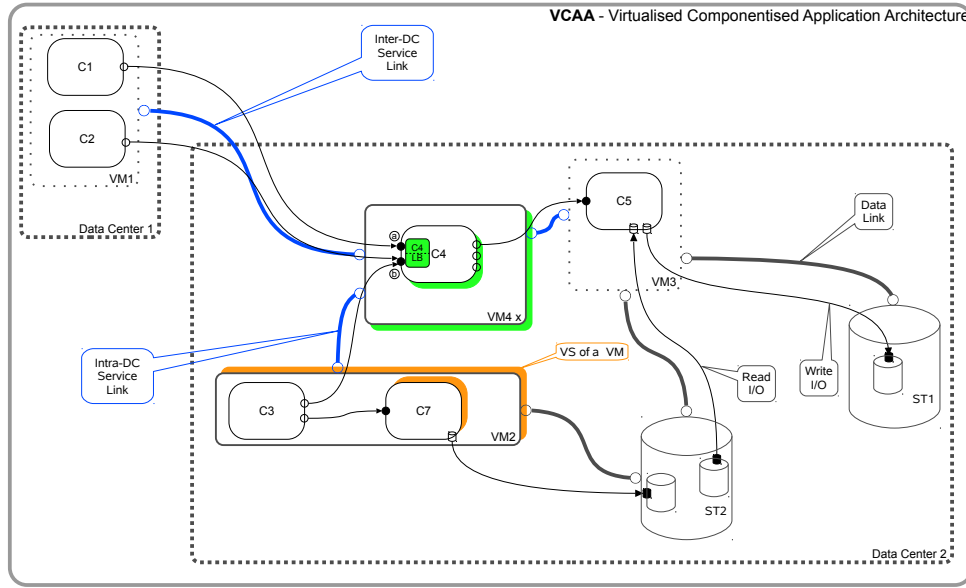 VCAA - Virtualised Componentised Application Architecture
Inter-DC
Service
Link
C1
C2
VM1
Data Center 1
C5
Data
Link
VM3
a
C4
LB
C4
b
VM4 x
VS of a VM
Intra-DC
Service
Link
Read
I/O
Write
I/O
ST1
C3
C7
VM2
ST2
Data Center 2